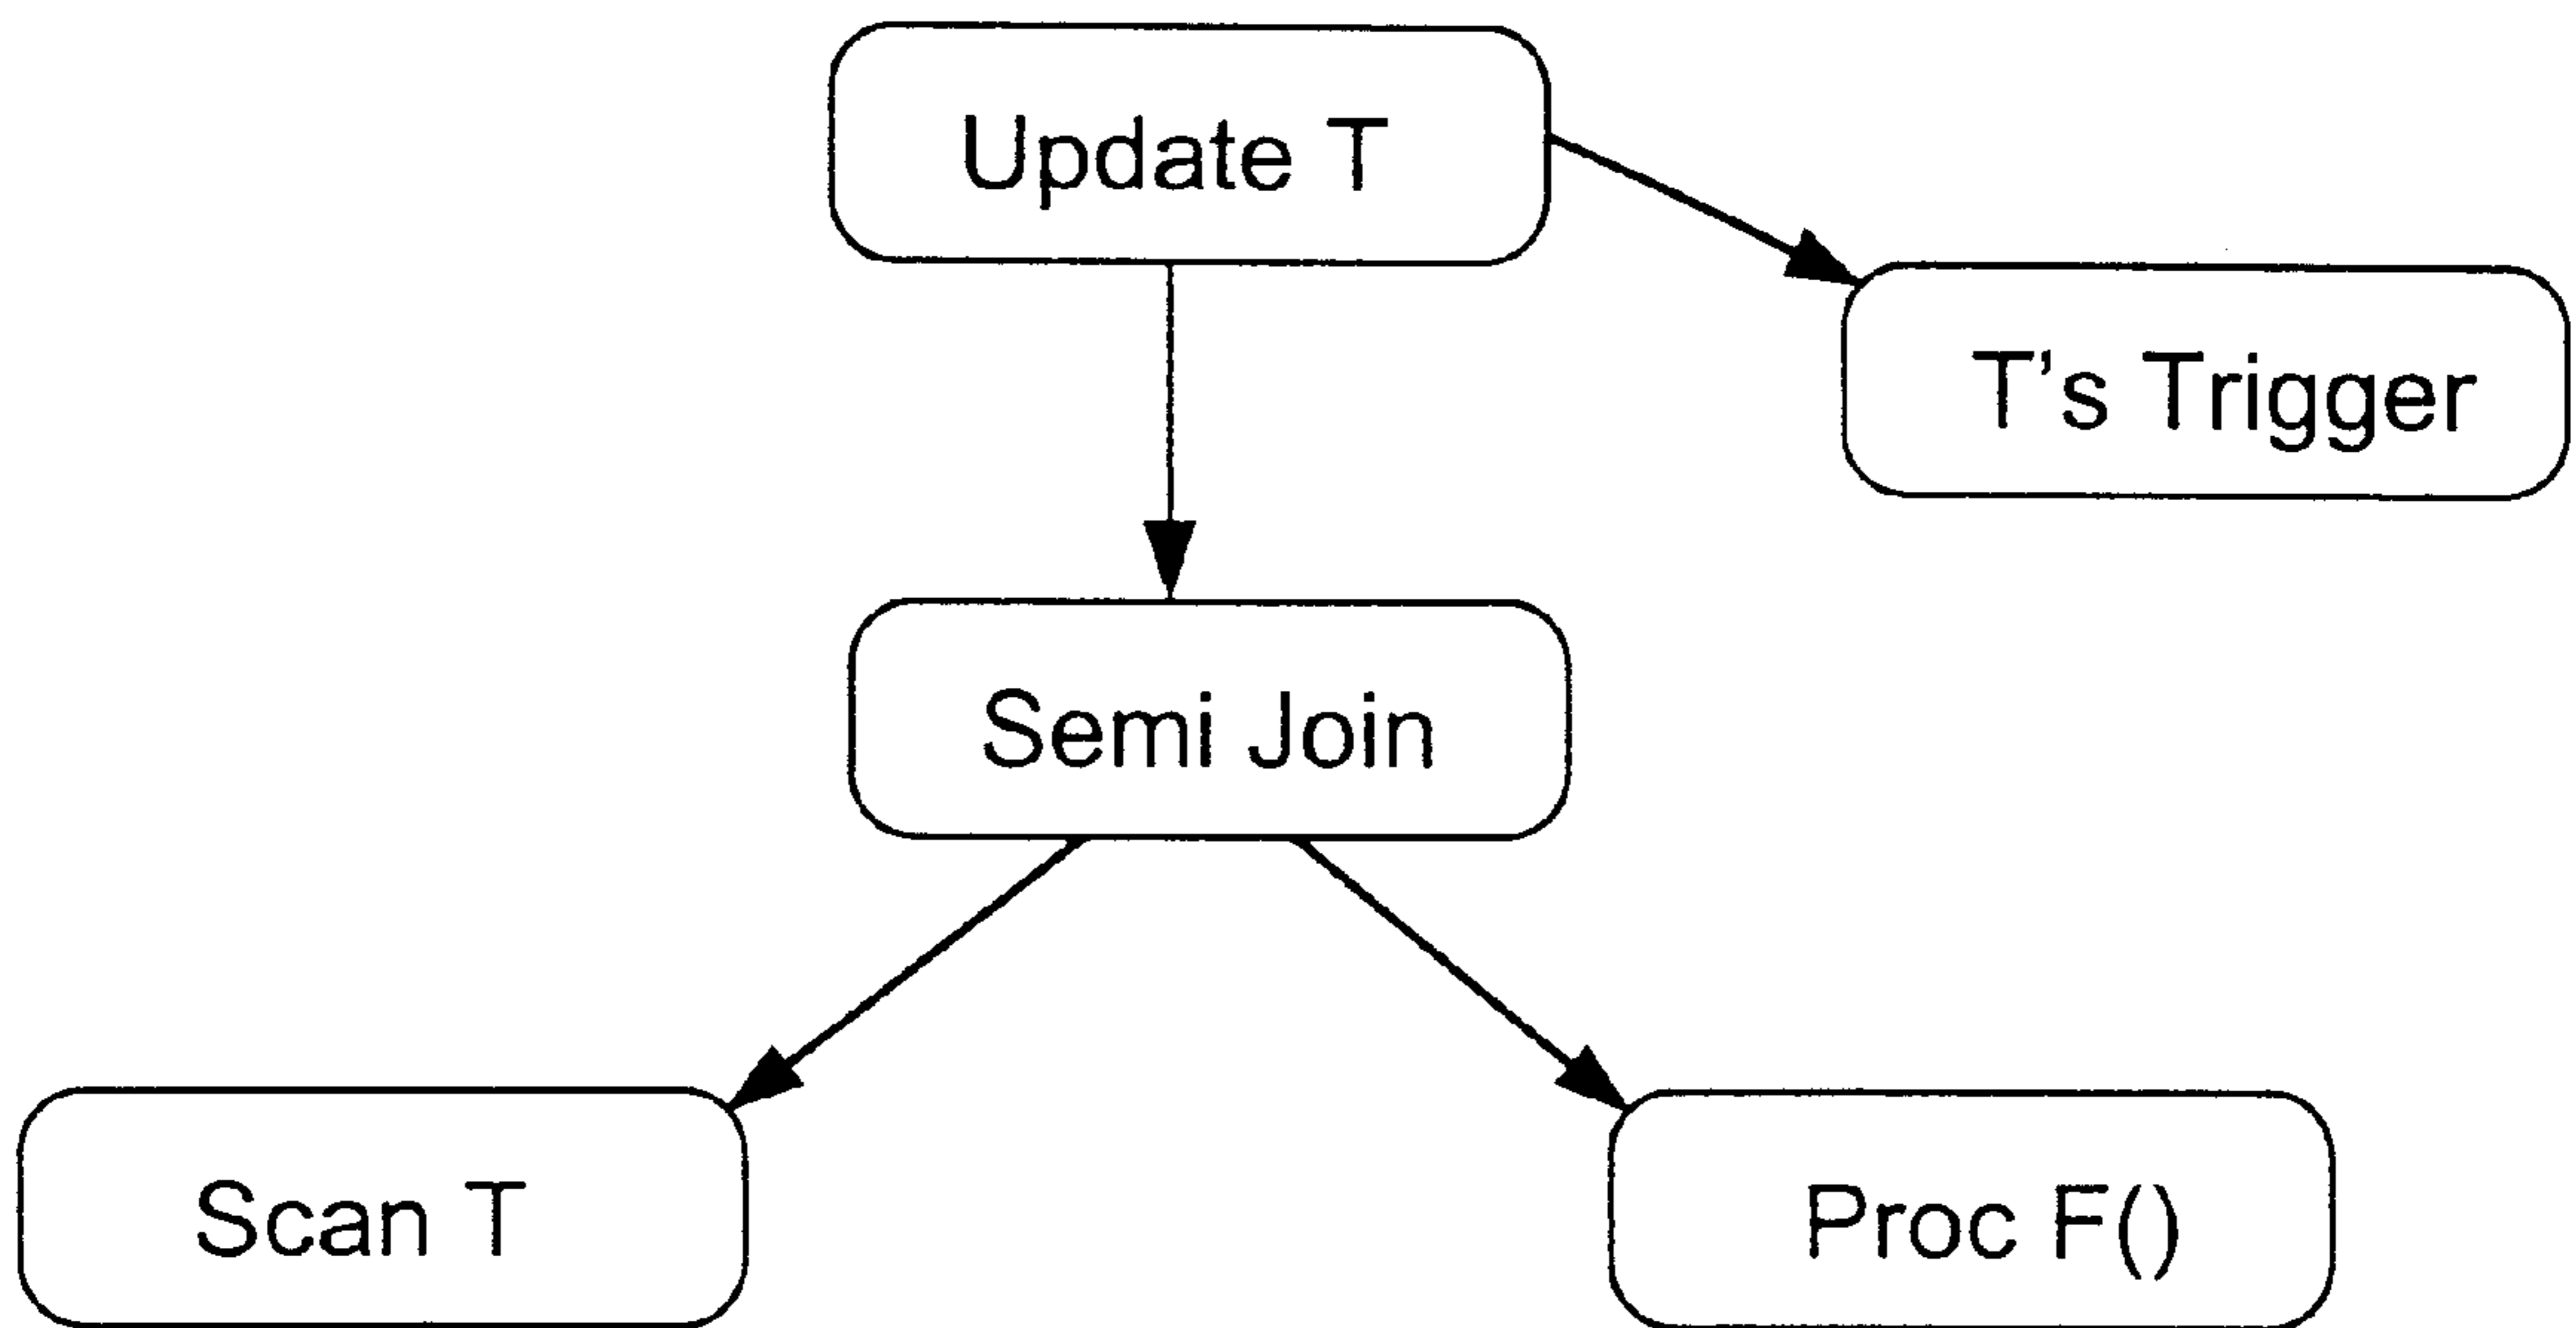 Update T
T's Trigger
Semi Join
Scan T
Proc F()